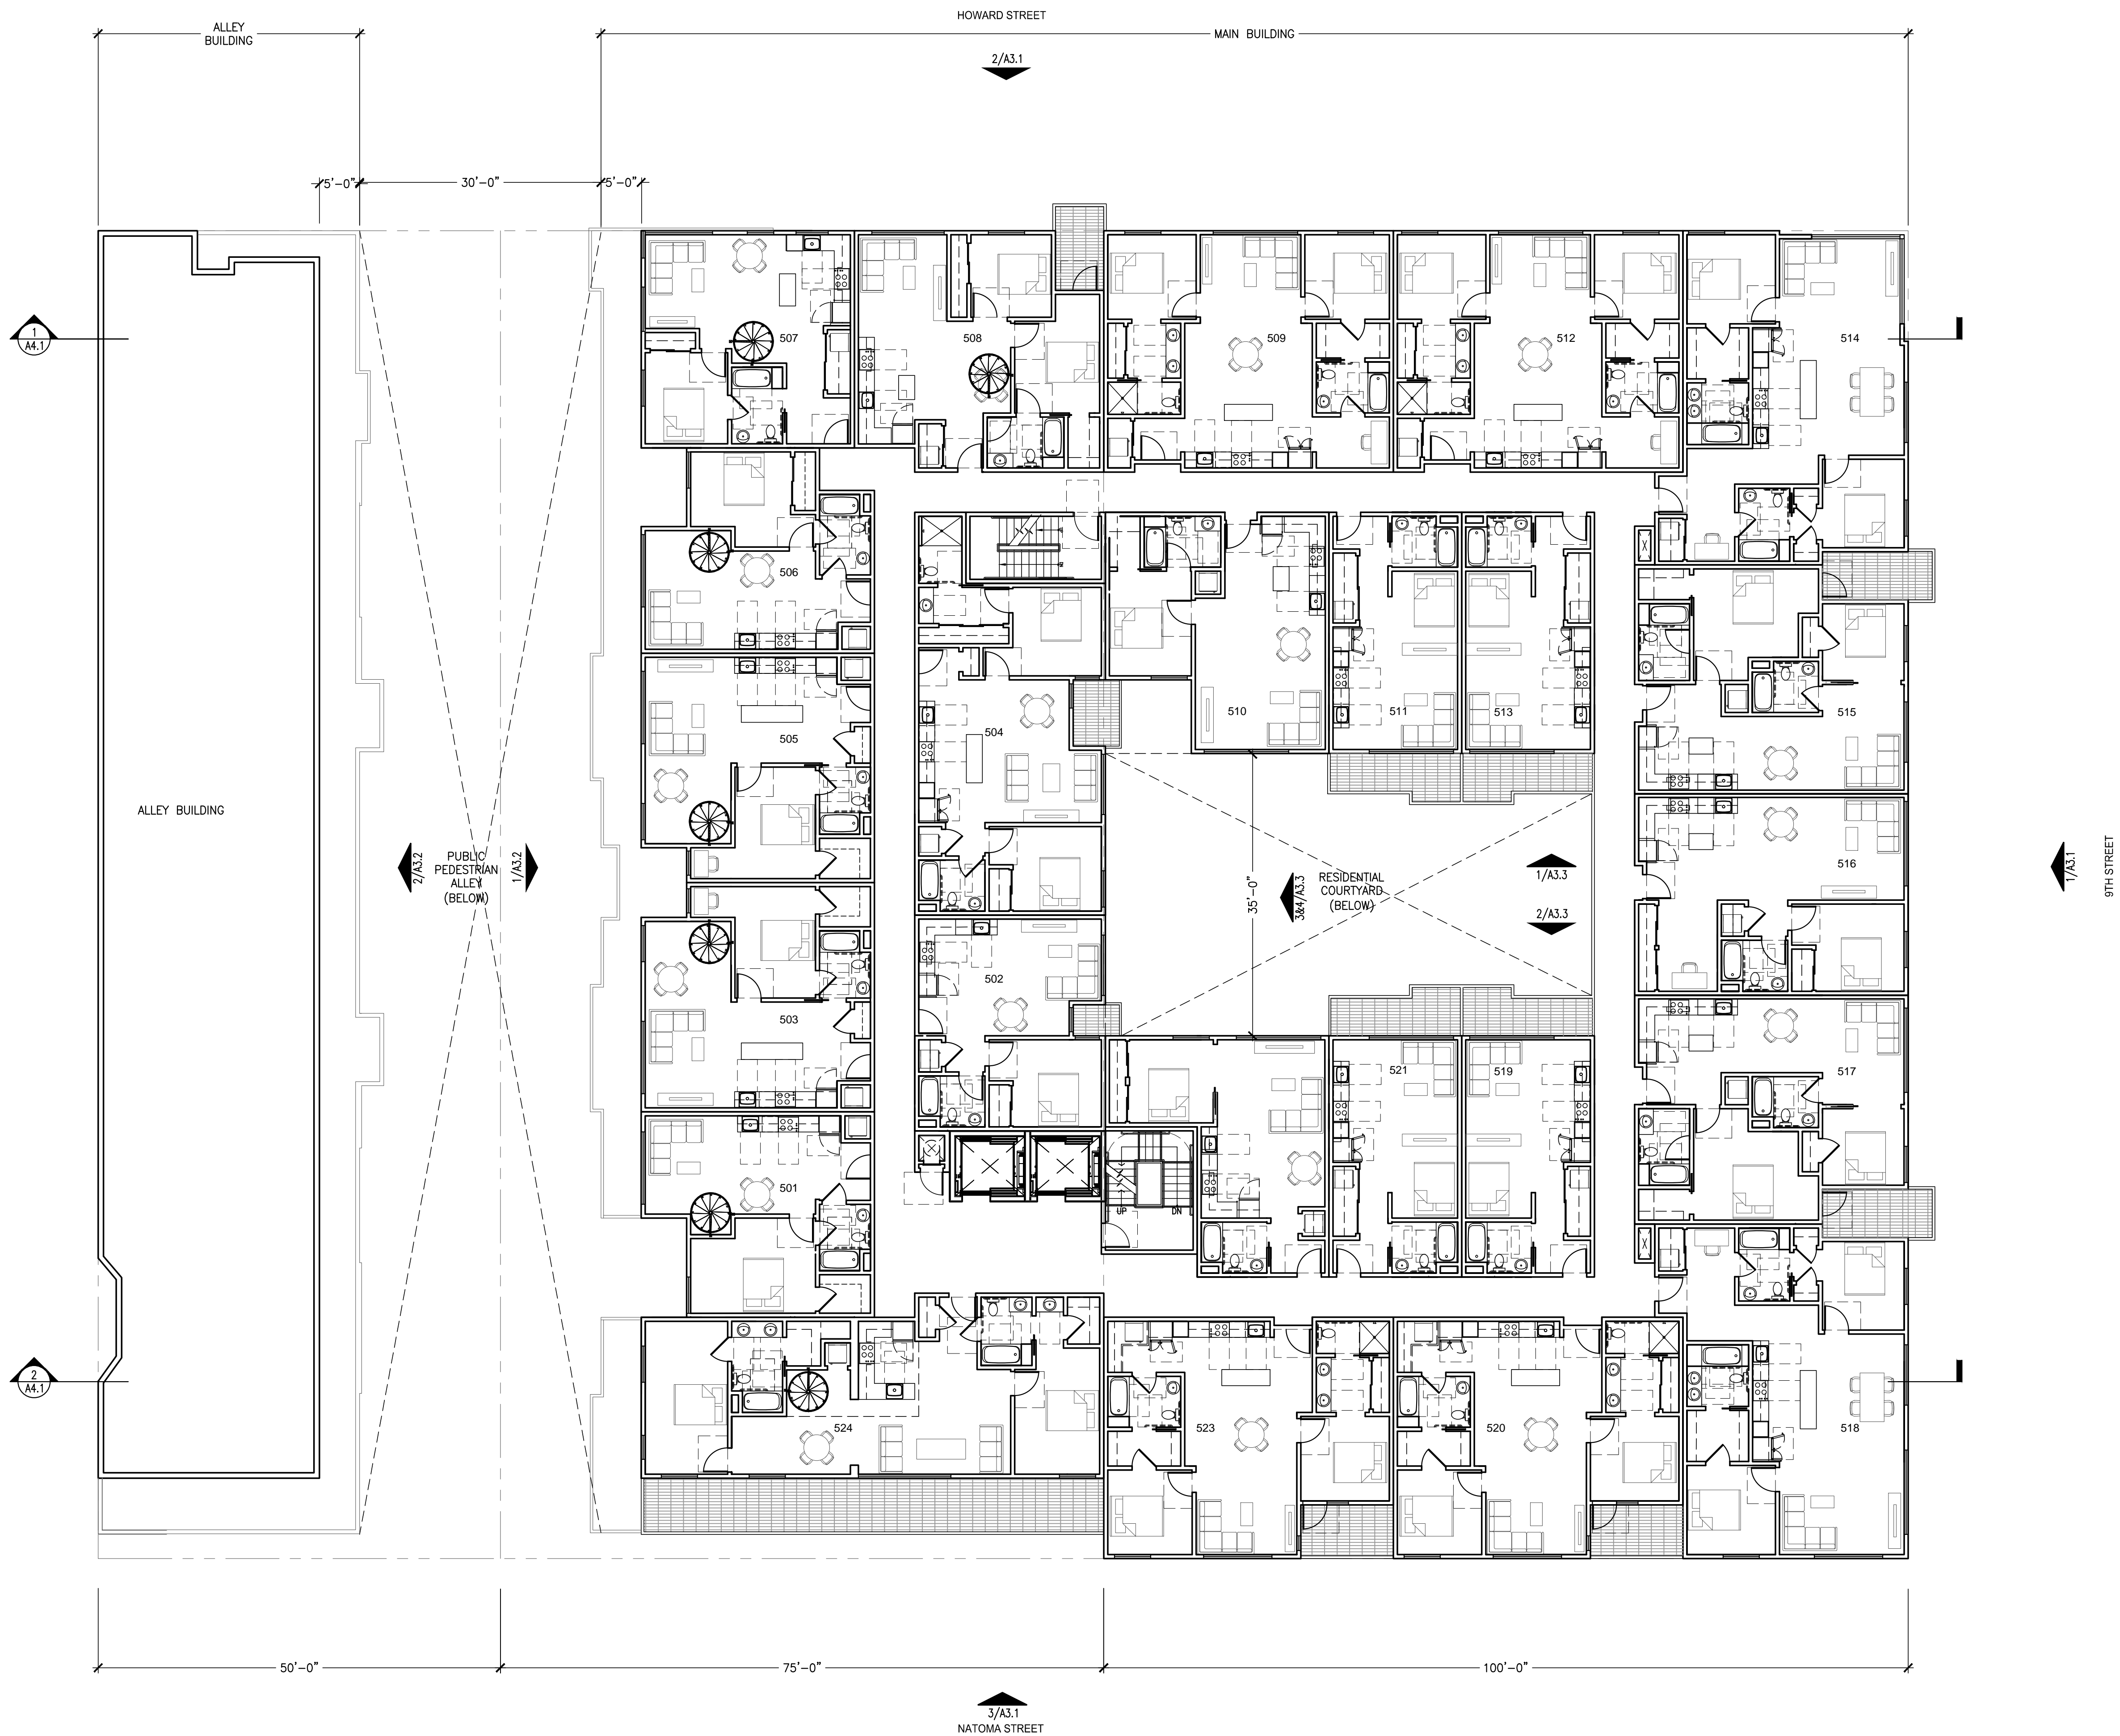 HOWARD STREET
ALLEY
BUILDING
MAIN BUILDING
2/A3.1
5'-0"
30'-0"
5'-0"
1
A4.1
507
508
509
512
514
506
505
504
510
511
513
515
ALLEY BUILDING
2/A3.2
PUBLIC
PEDESTRIAN
ALLEY
(BELOW)
1/A3.2
35'-0"
3&4/A3.3
RESIDENTIAL
COURTYARD
(BELOW)
1/A3.3
2/A3.3
516
1/A3.1
9TH STREET
502
503
521
519
517
501
UP
DN
2
A4.1
524
523
520
518
50'-0"
75'-0"
100'-0"
3/A3.1
NATOMA STREET